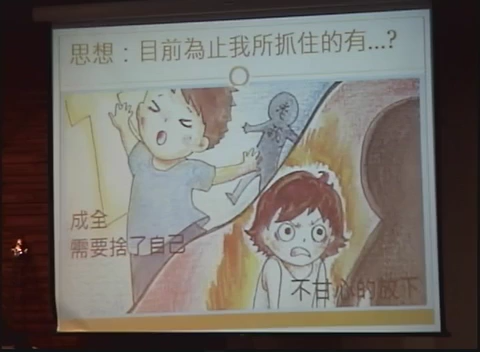 思想：目前為止我所抓住的有...?
成全
需要捨了自己
不甘心的放下